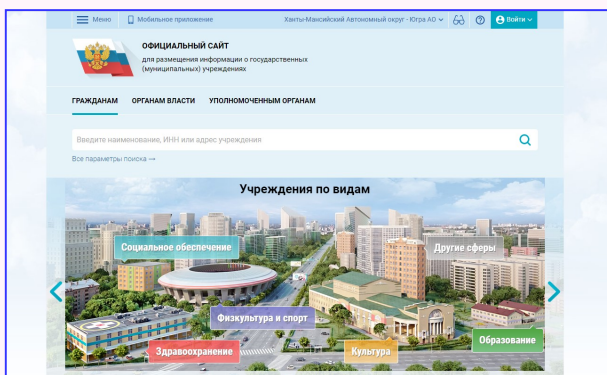 Меню
Мобильное приложение
Ханты-Мансийский Автономный округ - Югра АО
Войти
ОФИЦИАЛЬНЫЙ САЙТ
для размещения информации о государственных
(муниципальных) учреждениях
ГРАЖДАНАМ
ОРГАНАМ ВЛАСТИ
УПОЛНОМОЧЕННЫМ ОРГАНАМ
Введите наименование, ИНН или адрес учреждения
Все параметры поиска →
Учреждения по видам
Социальное обеспечение
Другие сферы
Физкультура и спорт
Образование
Здравоохранение
Культура